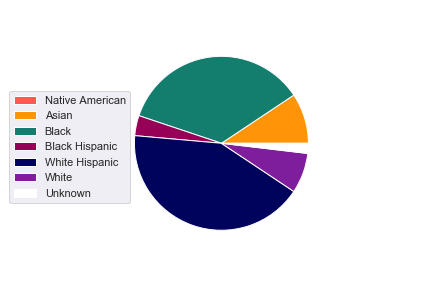 Native American
Asian
Black
Black Hispanic
White Hispanic
White
Unknown